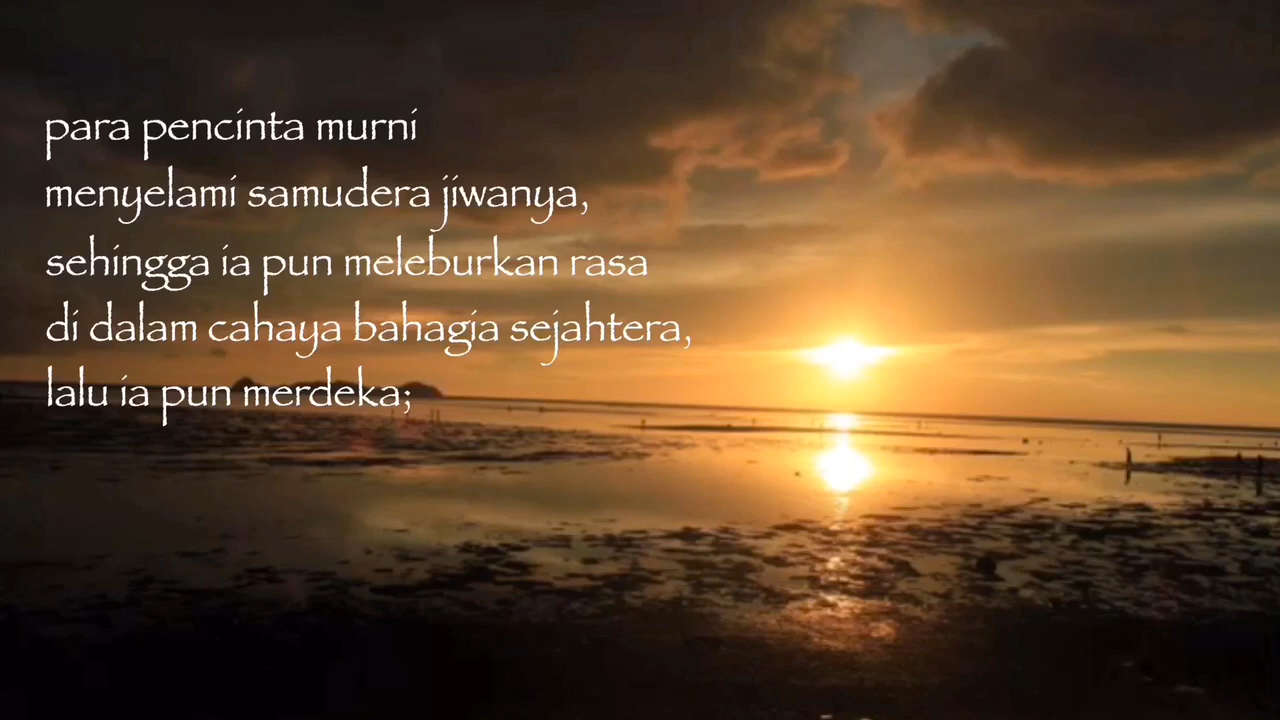 para pencinta murni
menyelami samudera jiwanya,
sehingga ia pun meleburkan rasa
di dalam cahaya bahagia sejahtera,
lalu ia pun merdeka;